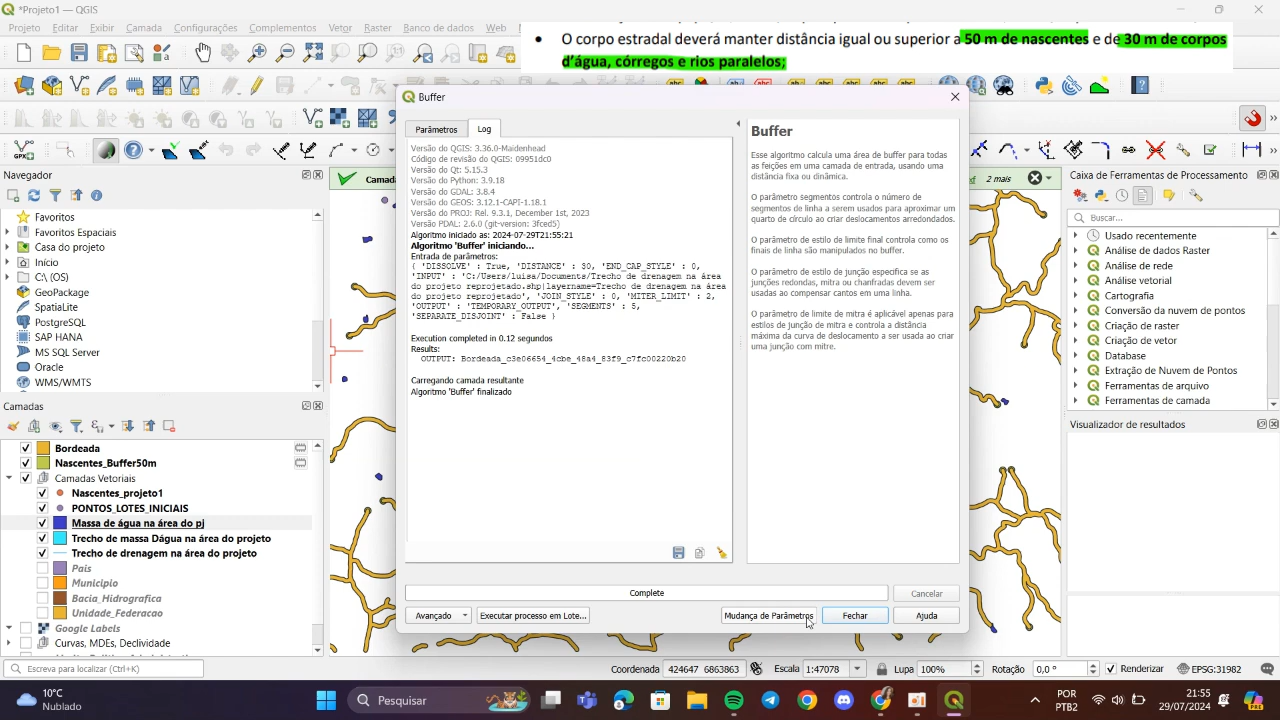 *Projeto1 — QGIS
Projeto Editar Exibir Camada Configurações Complementos Vetor Raster Banco de dados Web
• O corpo estradal deverá manter distância igual ou superior a 50 m de nascentes e de 30 m de corpos
d'água, córregos e rios paralelos;
Navegador
Favoritos
Favoritos Espaciais
Casa do projeto
Início
C:\ (OS)
GeoPackage
SpatiaLite
PostgreSQL
SAP HANA
MS SQL Server
Oracle
WMS/WMTS
Camadas
Bordeada
Nascentes_Buffer50m
Camadas Vetoriais
Nascentes_projeto1
PONTOS_LOTES_INICIAIS
Massa de água na área do pj
Trecho de massa Dágua na área do projeto
Trecho de drenagem na área do projeto
Pais
Municipio
Bacia_Hidrografica
Unidade_Federacao
Google Labels
Curvas, MDEs, Declividade
Camad
2 mais
Buffer
Parâmetros Log
Versão do QGIS: 3.36.0-Maidenhead
Código de revisão do QGIS: 09951dc0
Versão do Qt: 5.15.3
Versão do Python: 3.9.18
Versão do GDAL: 3.8.4
Versão do GEOS: 3.12.1-CAPI-1.18.1
Versão do PROJ: Rel. 9.3.1, December 1st, 2023
Versão PDAL: 2.6.0 (git-version: 3fced5)
Algoritmo iniciado às: 2024-07-29T21:55:21
Algoritmo 'Buffer' iniciando…
Entrada de parâmetros:
{ 'DISSOLVE' : True, 'DISTANCE' : 30, 'END_CAP_STYLE' : 0,
'INPUT' : 'C:/Users/luisa/Documents/Trecho de drenagem na área
do projeto reprojetado.shp|layername=Trecho de drenagem na área
do projeto reprojetado', 'JOIN_STYLE' : 0, 'MITER_LIMIT' : 2,
'OUTPUT' : 'TEMPORARY_OUTPUT', 'SEGMENTS' : 5,
'SEPARATE_DISJOINT' : False }
Execution completed in 0.12 segundos
Results:
OUTPUT: Bordeada_c3e06654_4cbe_48a4_83f9_c7fc00220b20
Carregando camada resultante
Algoritmo 'Buffer' finalizado
Buffer
Esse algoritmo calcula uma área de buffer para todas
as feições em uma camada de entrada, usando uma
distância fixa ou dinâmica.
O parâmetro segmentos controla o número de
segmentos de linha a serem usados para aproximar um
quarto de círculo ao criar deslocamentos arredondados.
O parâmetro de estilo de limite final controla como os
finais de linha são manipulados no buffer.
O parâmetro de estilo de junção especifica se as
junções redondas, mitra ou chanfradas devem ser
usadas ao compensar cantos em uma linha.
O parâmetro de limite de mitra é aplicável apenas para
estilos de junção de mitra e controla a distância
máxima da curva de deslocamento a ser usada ao criar
uma junção com mitre.
Complete
Cancelar
Avançado Executar processo em Lote… Mudança de Parâmetros Fechar Ajuda
Caixa de Ferramentas de Processamento
Buscar…
Usado recentemente
Análise de dados Raster
Análise de rede
Análise vetorial
Cartografia
Conversão da nuvem de pontos
Criação de raster
Criação de vetor
Database
Extração de Nuvem de Pontos
Ferramentas de arquivo
Ferramentas de camada
Visualizador de resultados
Escreva para localizar (Ctrl+K)
Coordenada 424647 6863863 Escala 1:47078 Lupa 100% Rotação 0,0 ° Renderizar EPSG:31982
10°C
Nublado
Pesquisar
POR
PTB2
21:55
29/07/2024